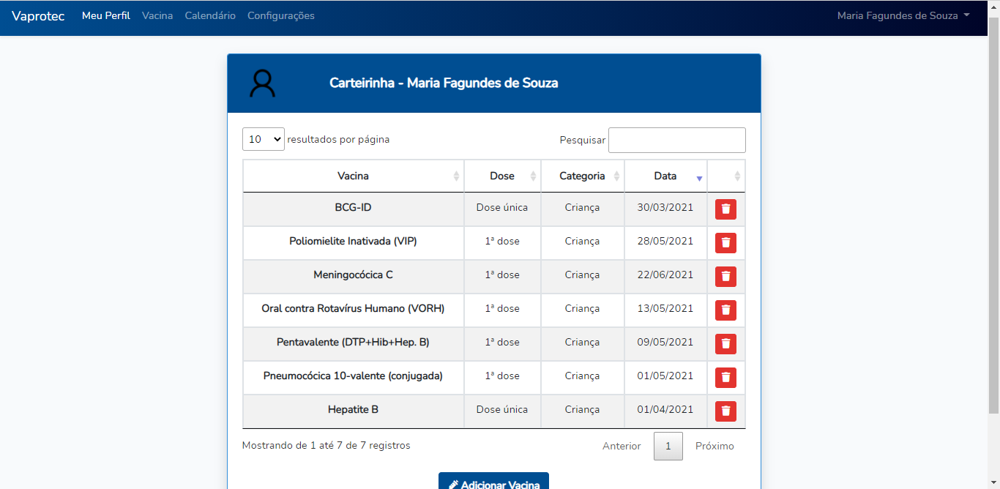 Vaprotec Meu Perfil Vacina Calendário Configurações Maria Fagundes de Souza
Carteirinha - Maria Fagundes de Souza
10 resultados por página Pesquisar
Vacina Dose Categoria Data
BCG-ID Dose única Criança 30/03/2021
Poliomielite Inativada (VIP) 1ª dose Criança 28/05/2021
Meningocócica C 1ª dose Criança 22/06/2021
Oral contra Rotavírus Humano (VORH) 1ª dose Criança 13/05/2021
Pentavalente (DTP+Hib+Hep. B) 1ª dose Criança 09/05/2021
Pneumocócica 10-valente (conjugada) 1ª dose Criança 01/05/2021
Hepatite B Dose única Criança 01/04/2021
Mostrando de 1 até 7 de 7 registros Anterior 1 Próximo
Adicionar Vacina